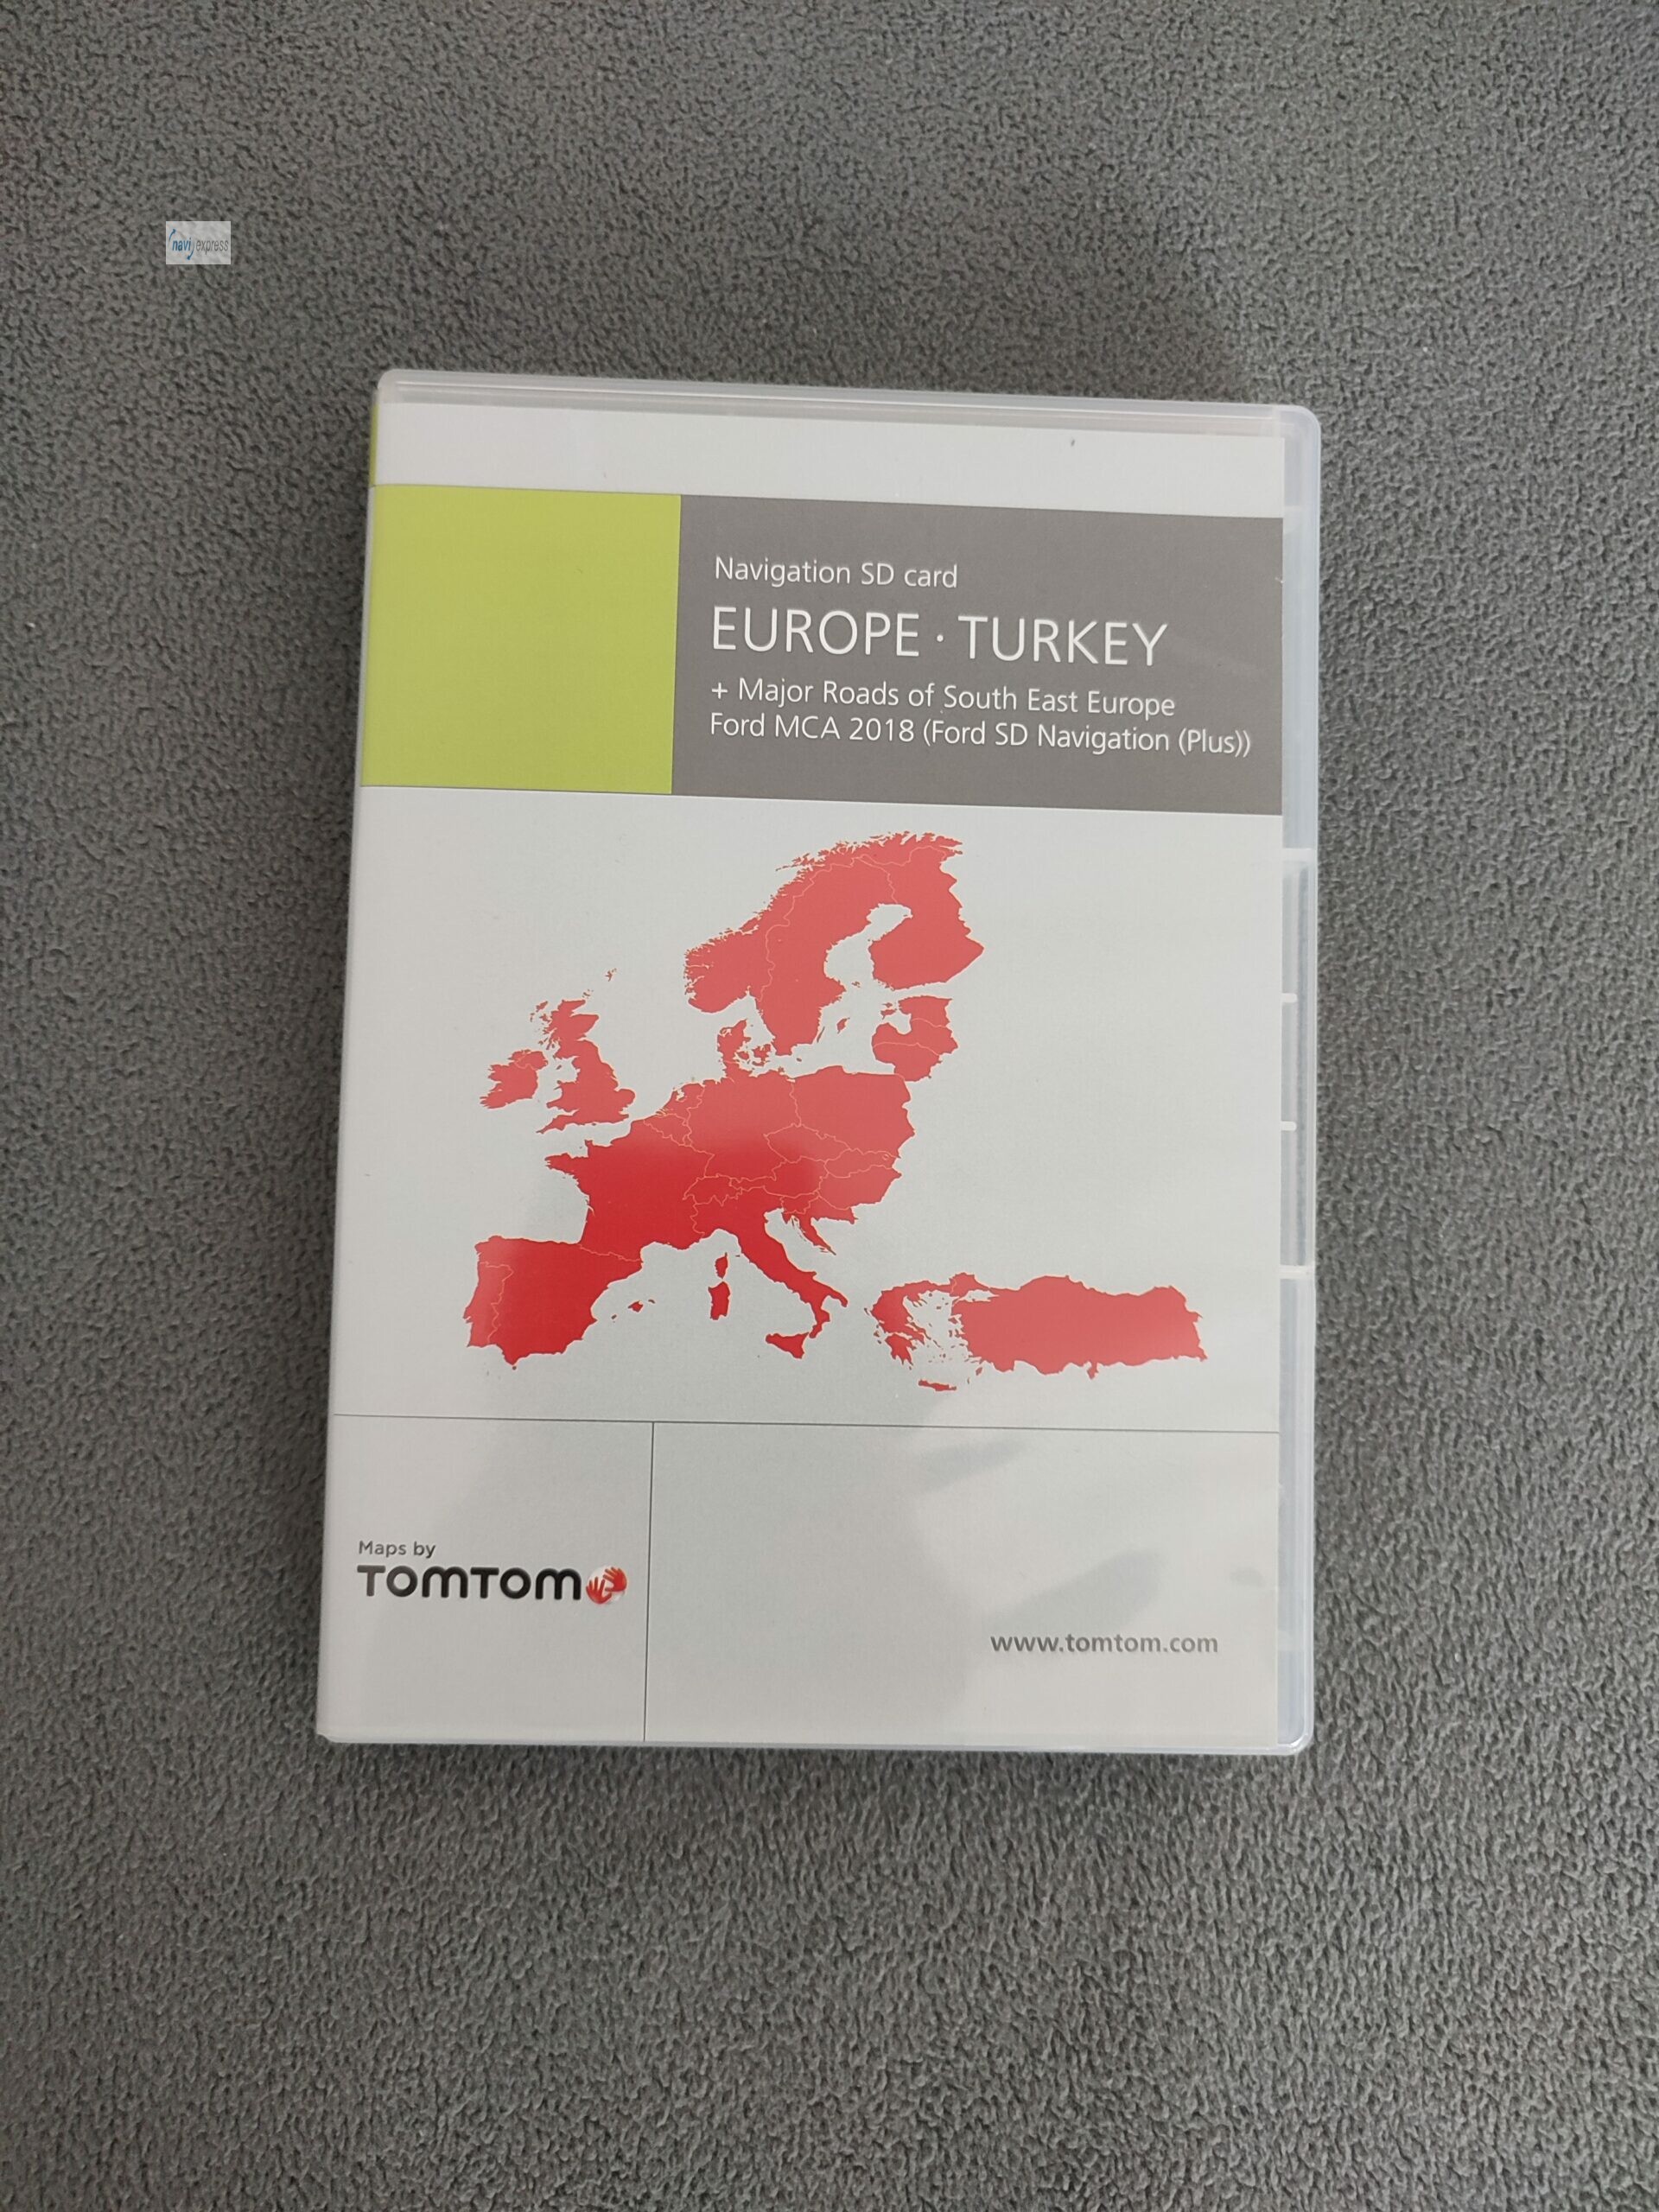 navi express
Navigation SD card
EUROPE · TURKEY
+ Major Roads of South East Europe
Ford MCA 2018 (Ford SD Navigation (Plus))
Maps by
TOMTOM
www.tomtom.com